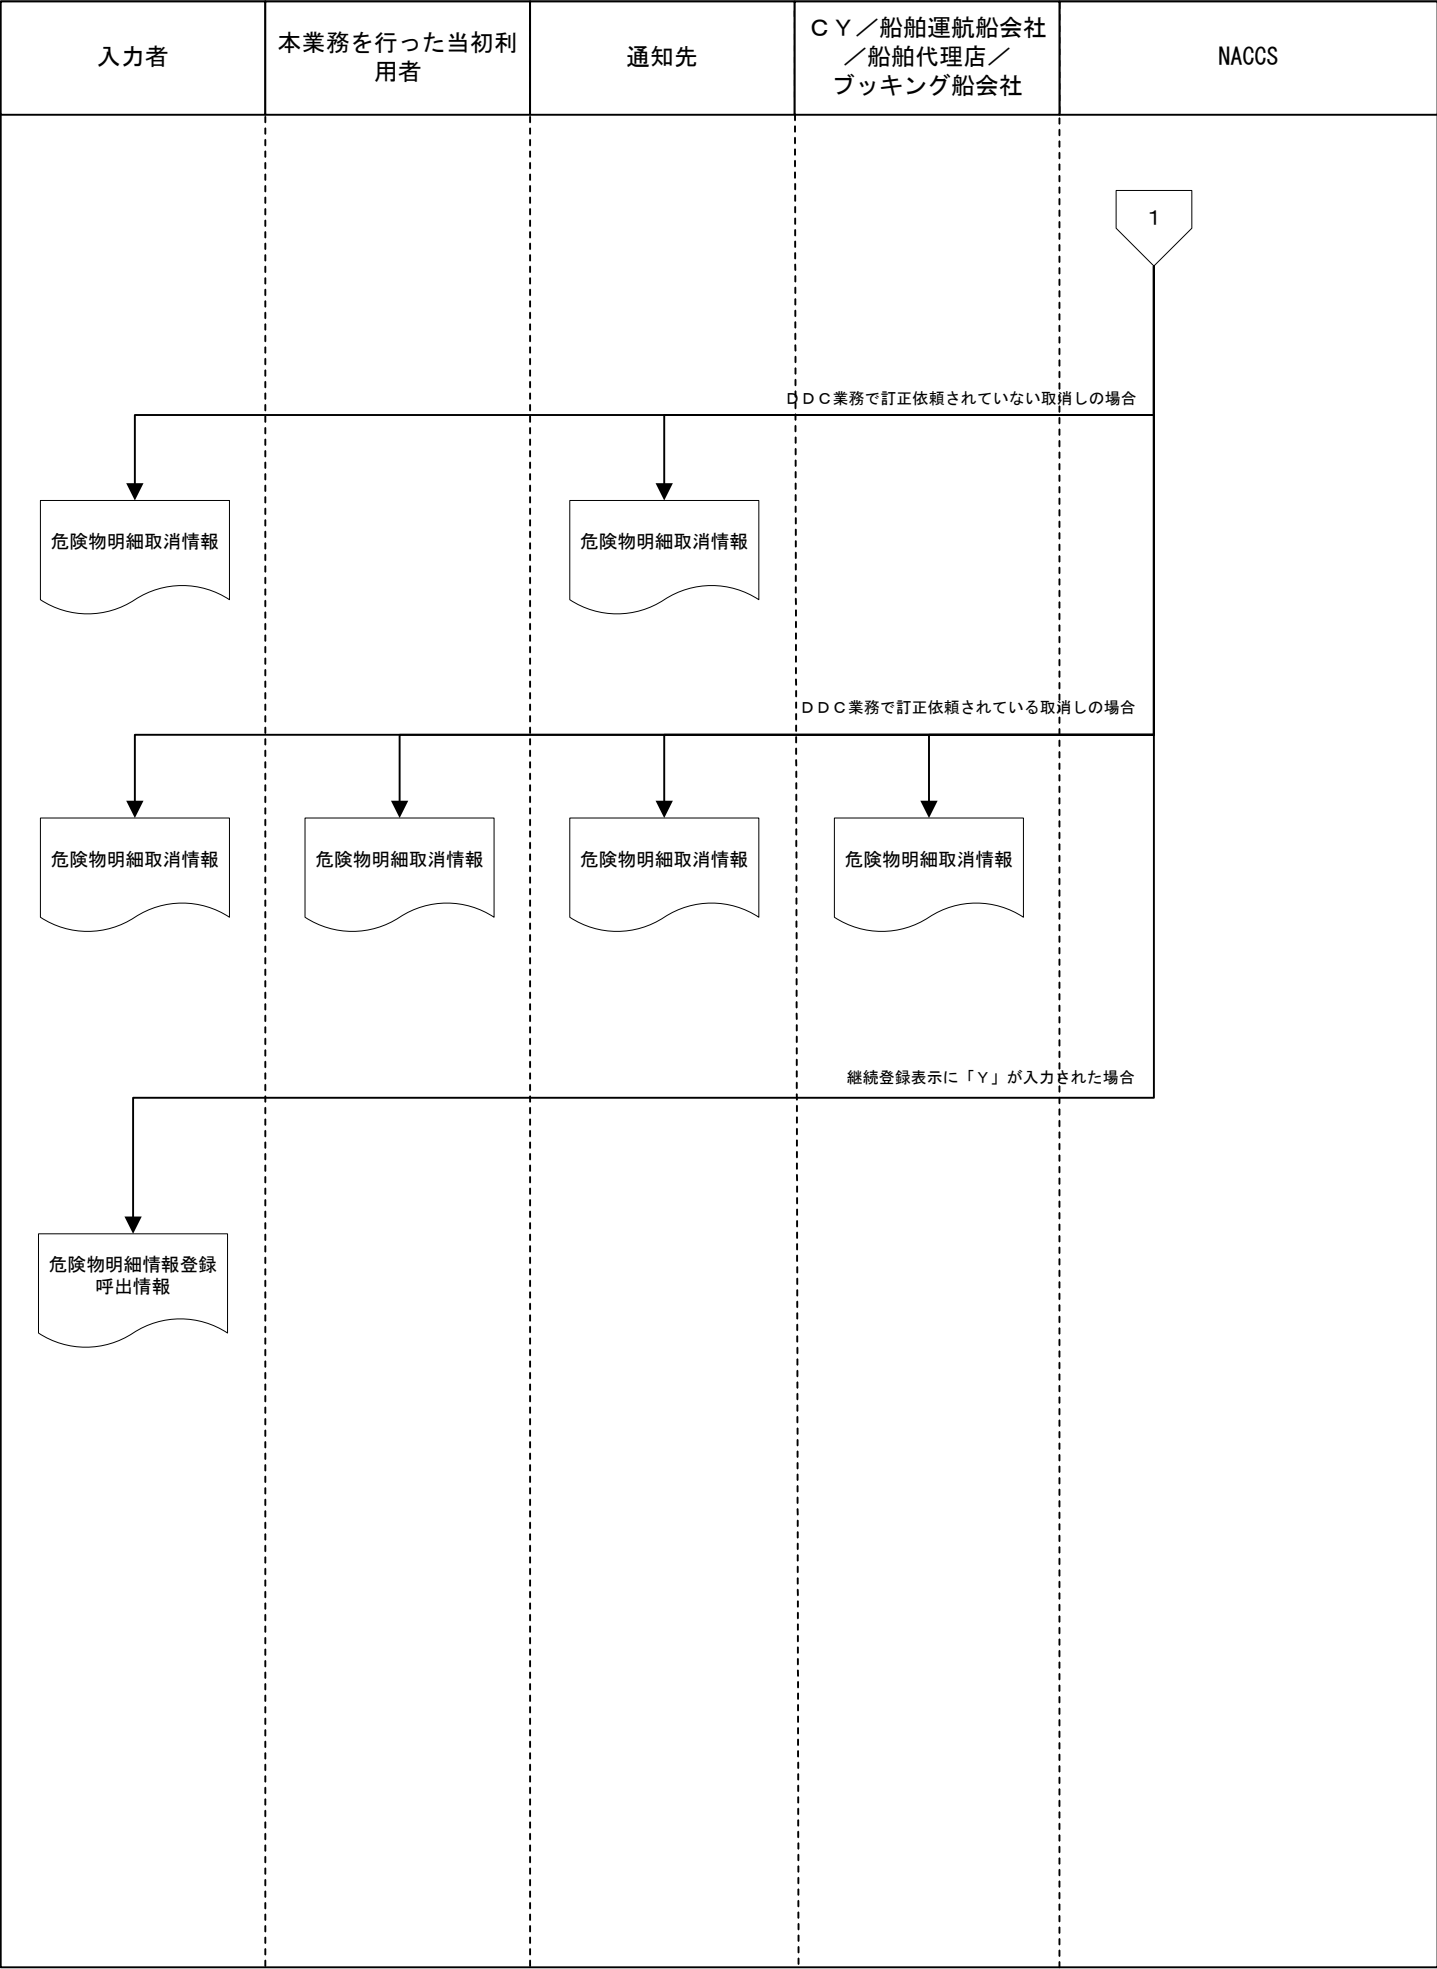 入力者
本業務を行った当初利
用者
通知先
ＣＹ／船舶運航船会社
／船舶代理店／
ブッキング船会社
NACCS
1
ＤＤＣ業務で訂正依頼されていない取消しの場合
危険物明細取消情報
危険物明細取消情報
ＤＤＣ業務で訂正依頼されている取消しの場合
危険物明細取消情報
危険物明細取消情報
危険物明細取消情報
危険物明細取消情報
継続登録表示に「Ｙ」が入力された場合
危険物明細情報登録
呼出情報